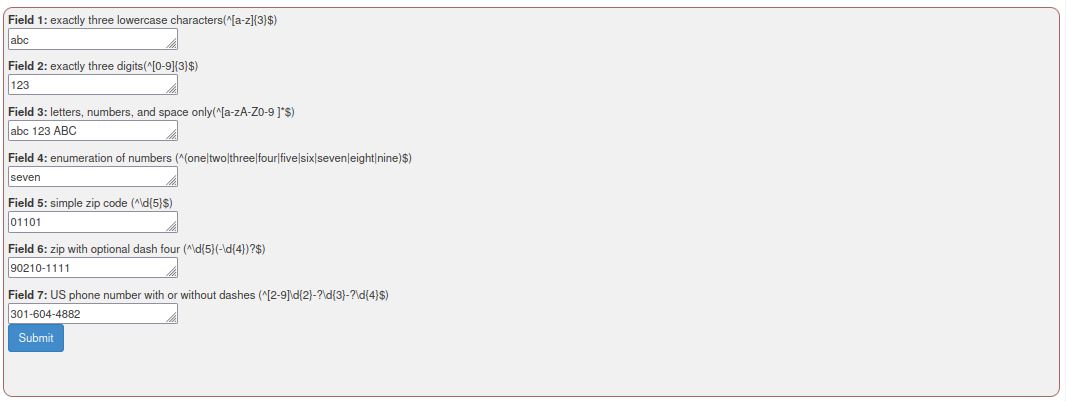 Field 1: exactly three lowercase characters(^[a-z]{3}$)
abc
Field 2: exactly three digits(^[0-9]{3}$)
123
Field 3: letters, numbers, and space only(^[a-zA-Z0-9 ]*$)
abc 123 ABC
Field 4: enumeration of numbers (^(one|two|three|four|five|six|seven|eight|nine)$)
seven
Field 5: simple zip code (^\d{5}$)
01101
Field 6: zip with optional dash four (^\d{5}(-\d{4})?$)
90210-1111
Field 7: US phone number with or without dashes (^[2-9]\d{2}-?\d{3}-?\d{4}$)
301-604-4882
Submit